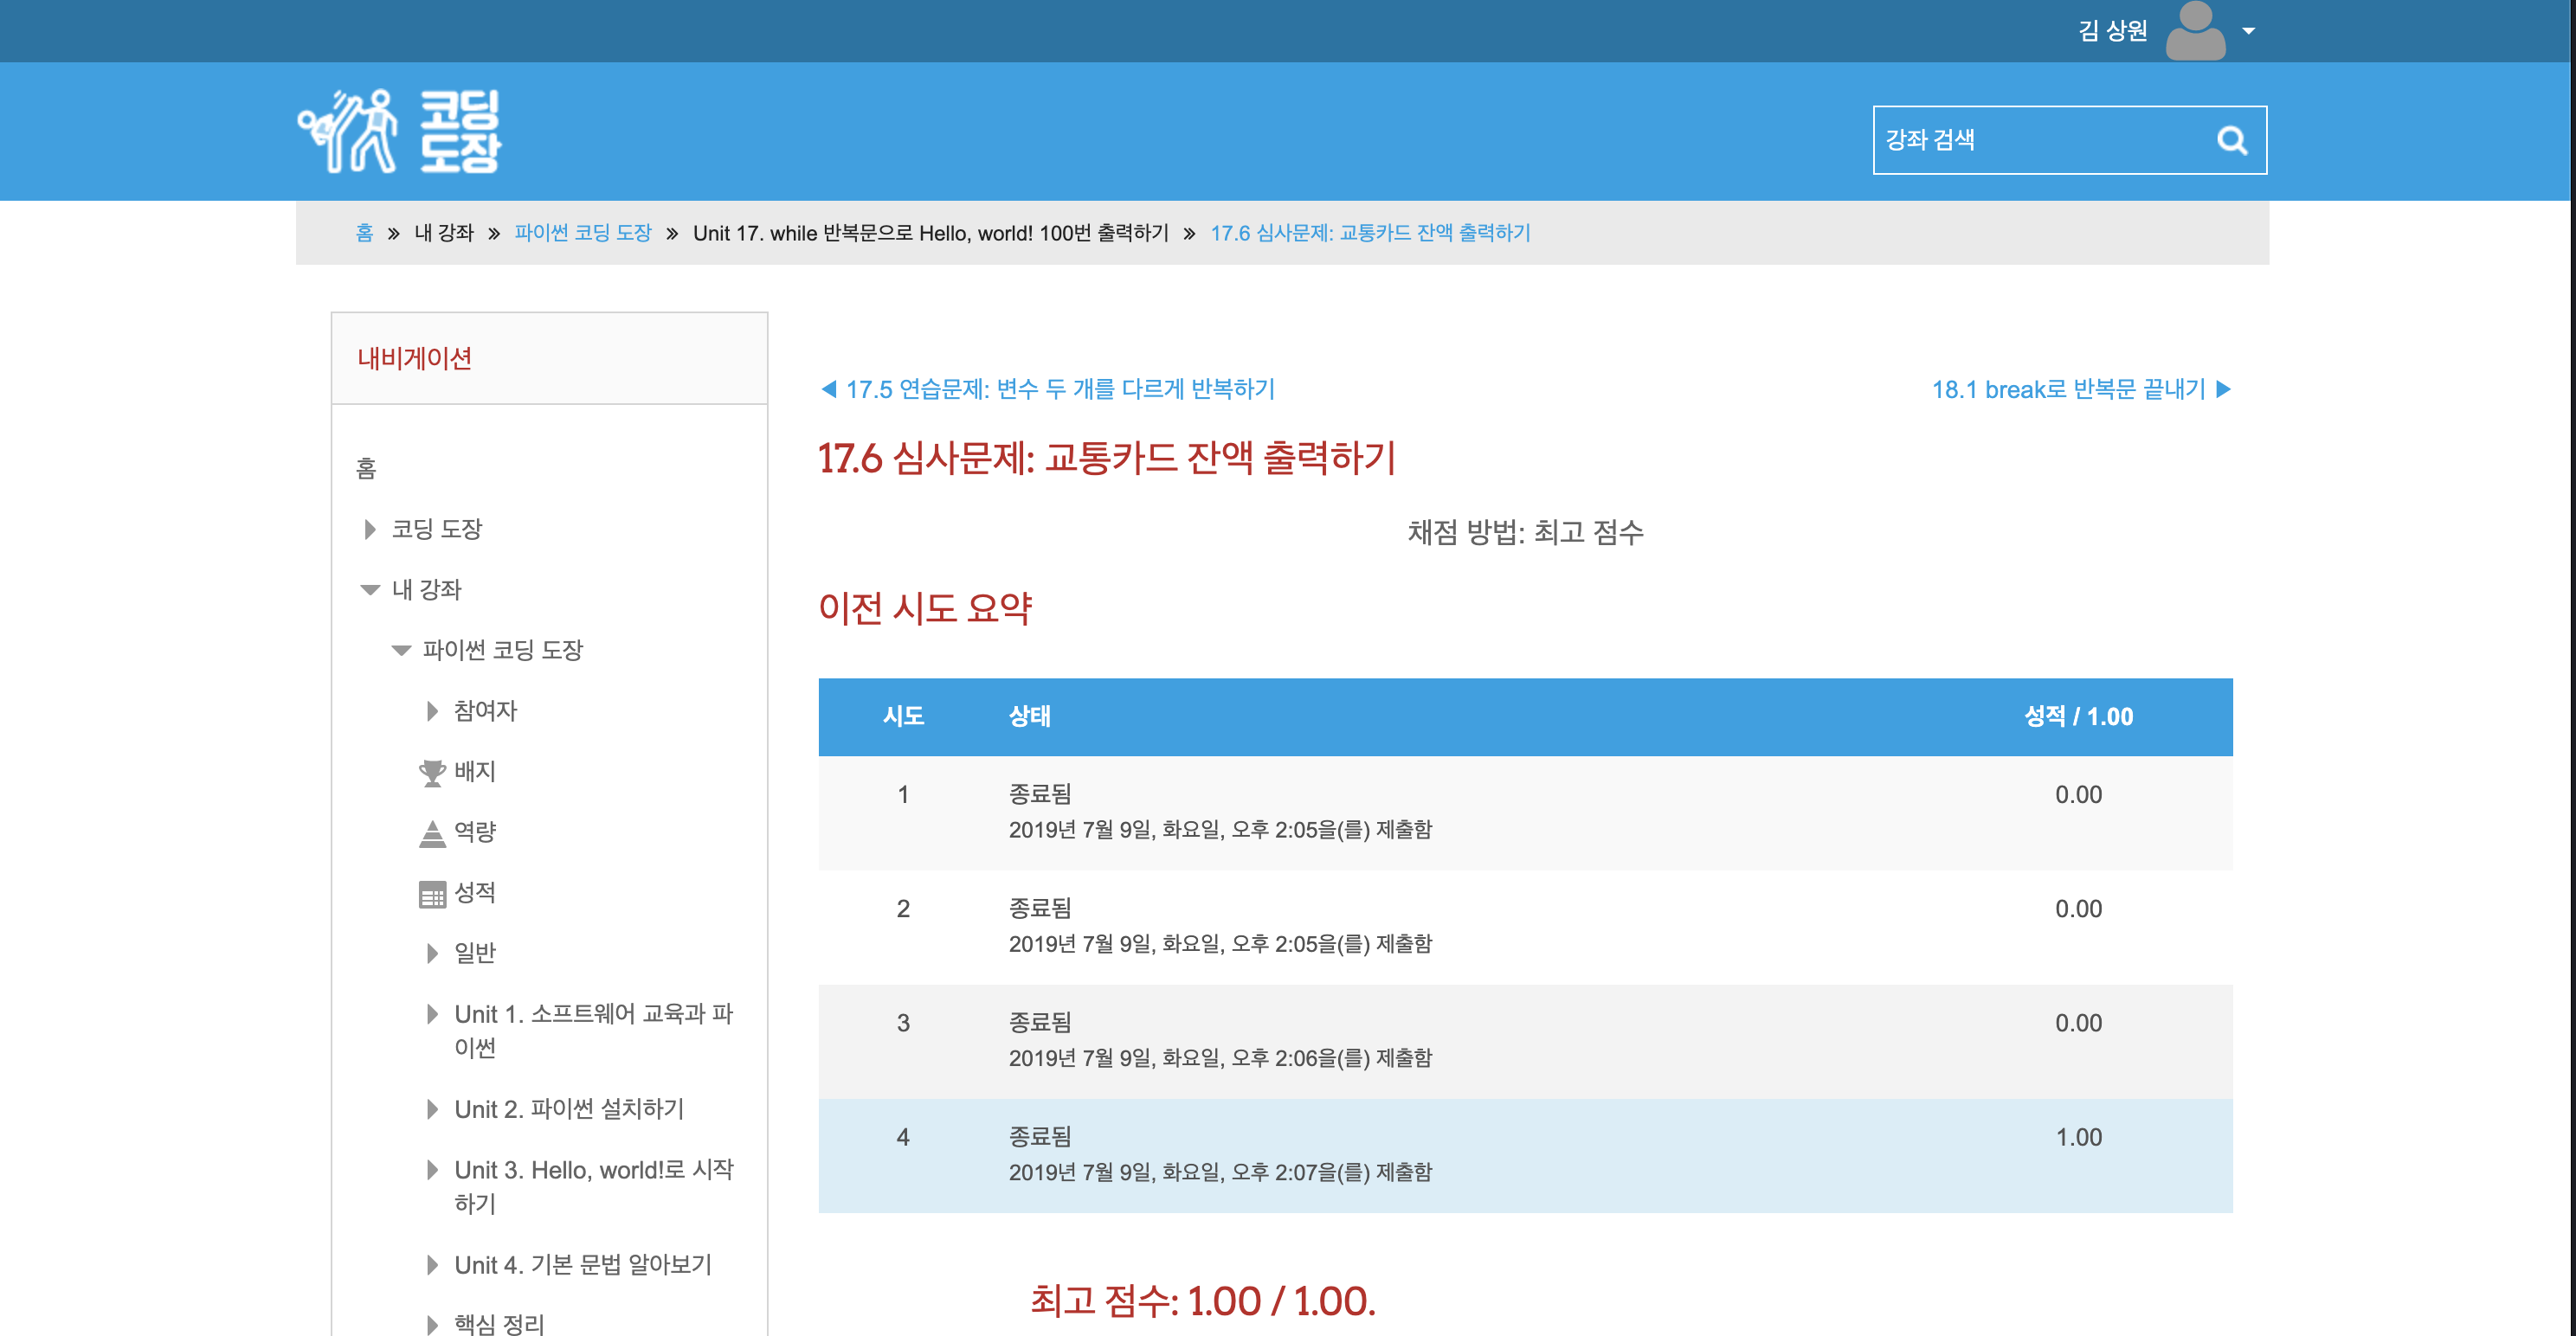 김 상원
코딩
도장
강좌 검색
홈 » 내 강좌 » 파이썬 코딩 도장 » Unit 17. while 반복문으로 Hello, world! 100번 출력하기 » 17.6 심사문제: 교통카드 잔액 출력하기
내비게이션
홈
코딩 도장
내 강좌
파이썬 코딩 도장
참여자
배지
역량
성적
일반
Unit 1. 소프트웨어 교육과 파
이썬
Unit 2. 파이썬 설치하기
Unit 3. Hello, world!로 시작
하기
Unit 4. 기본 문법 알아보기
핵심 정리
◀ 17.5 연습문제: 변수 두 개를 다르게 반복하기
18.1 break로 반복문 끝내기 ▶
17.6 심사문제: 교통카드 잔액 출력하기
채점 방법: 최고 점수
이전 시도 요약
시도 상태 성적 / 1.00
1 종료됨 0.00
2019년 7월 9일, 화요일, 오후 2:05을(를) 제출함
2 종료됨 0.00
2019년 7월 9일, 화요일, 오후 2:05을(를) 제출함
3 종료됨 0.00
2019년 7월 9일, 화요일, 오후 2:06을(를) 제출함
4 종료됨 1.00
2019년 7월 9일, 화요일, 오후 2:07을(를) 제출함
최고 점수: 1.00 / 1.00.